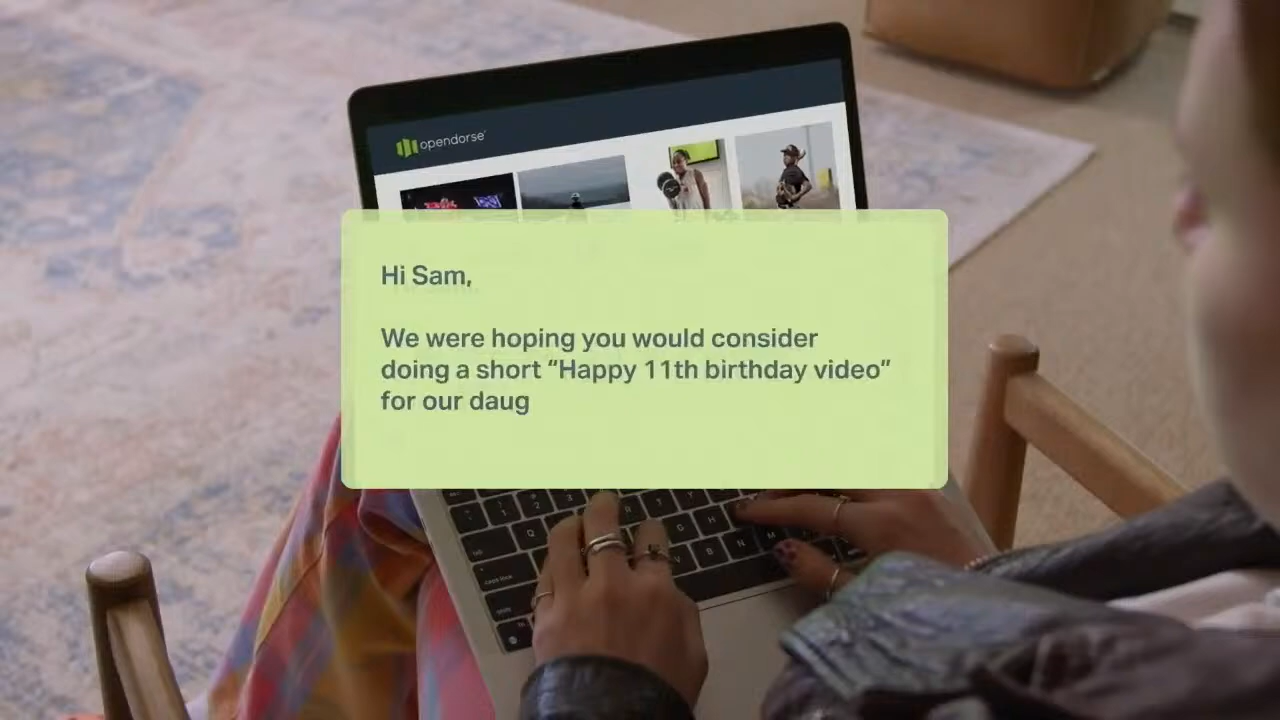 opendorse
Hi Sam,
We were hoping you would consider
doing a short “Happy 11th birthday video”
for our daug